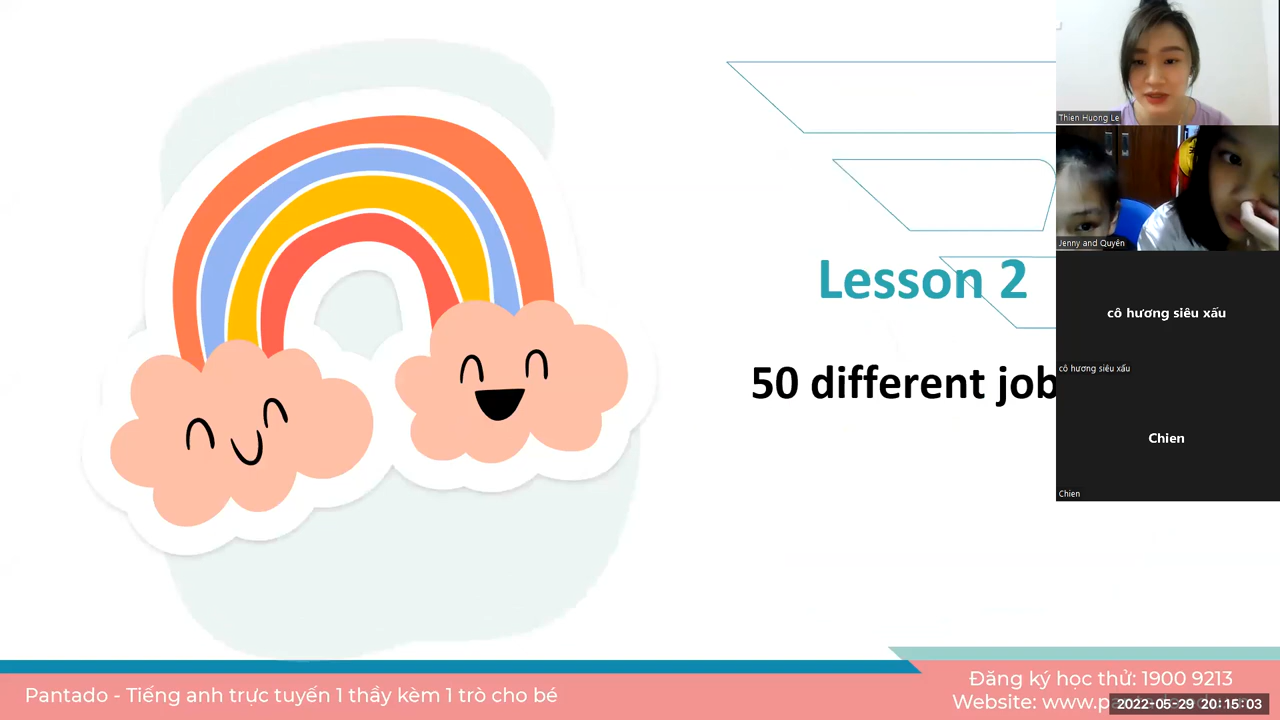 Thien Huong Le
Jenny and Quyên
Lesson 2
cô hương siêu xấu
cô hương siêu xấu
50 different job
Chien
Chien
Pantado - Tiếng anh trực tuyến 1 thầy kèm 1 trò cho bé
Đăng ký học thử: 1900 9213
Website: www.
2022-05-29 20:15:03